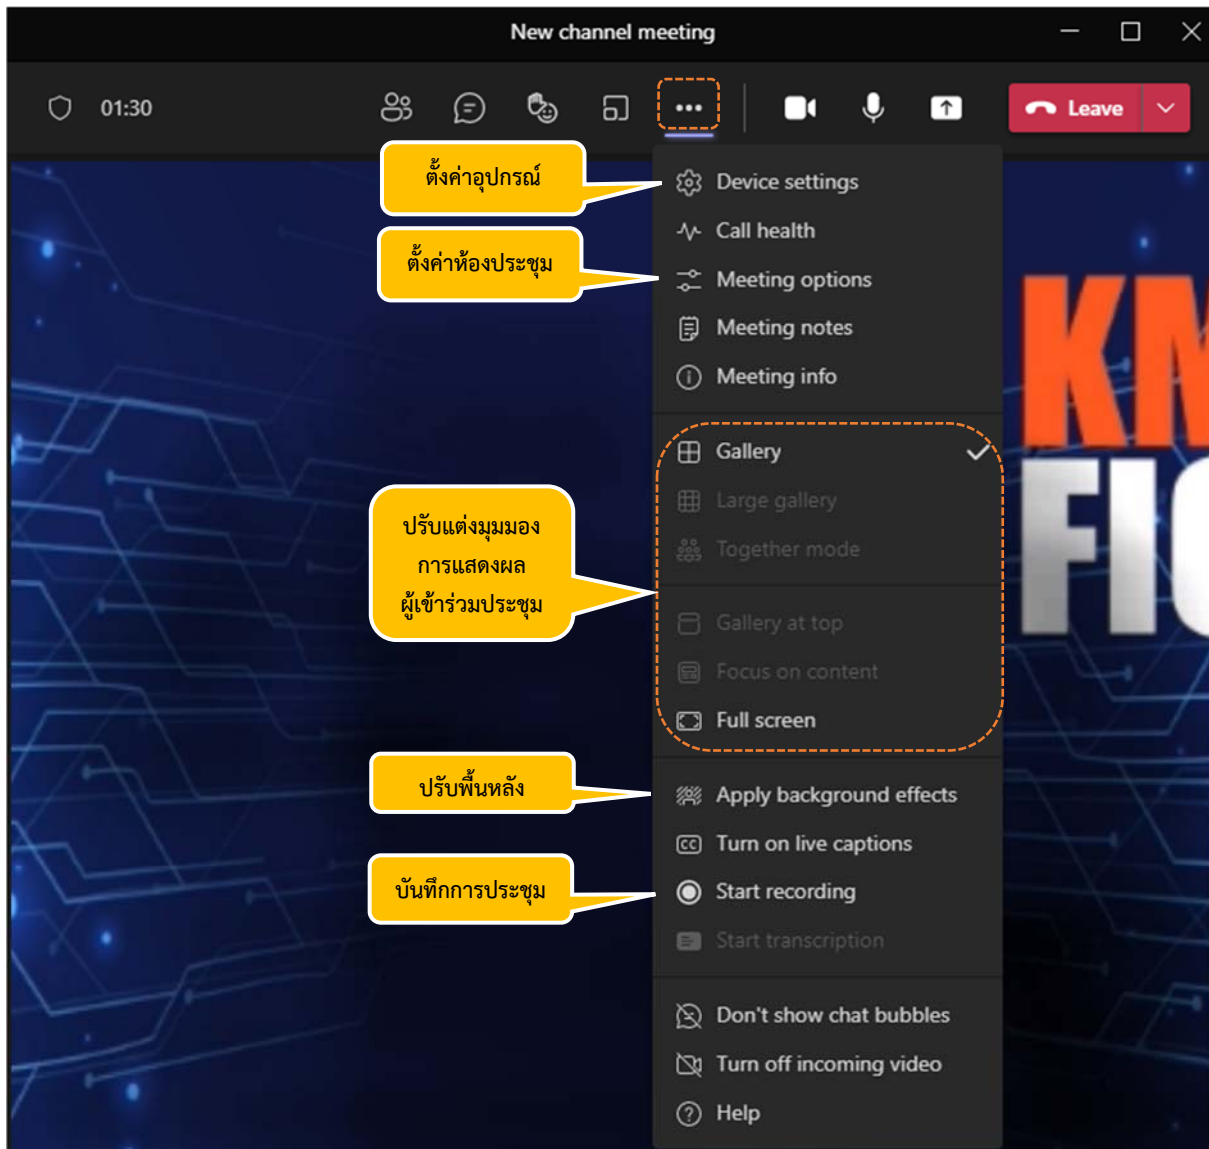 New channel meeting
01:30
Leave
ตั้งค่าอุปกรณ์
Device settings
Call health
ตั้งค่าห้องประชุม
Meeting options
Meeting notes
Meeting info
Gallery
Large gallery
Together mode
ปรับแต่งมุมมอง
การแสดงผล
ผู้เข้าร่วมประชุม
Gallery at top
Focus on content
Full screen
ปรับพื้นหลัง
Apply background effects
CC
Turn on live captions
บันทึกการประชุม
Start recording
Start transcription
Don't show chat bubbles
Turn off incoming video
Help